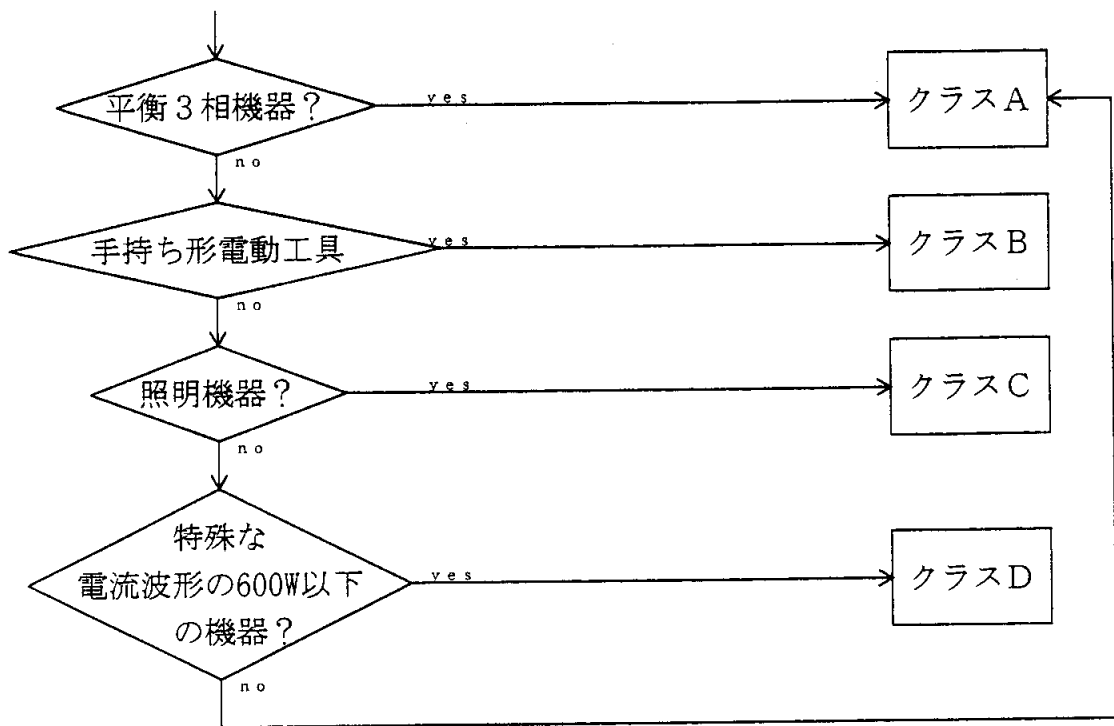 平衡３相機器？
yes
クラスＡ
no
手持ち形電動工具
yes
クラスＢ
no
照明機器？
yes
クラスＣ
no
特殊な
電流波形の600W以下
の機器？
yes
クラスＤ
no